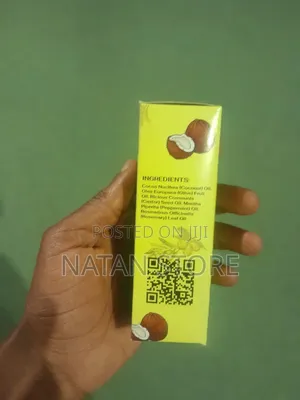 INGREDIENTS:
Cocos Nucifera (Coconut) Oil,
Olea Europaea (Olive) Fruit
Oil, Ricinus Communis
(Castor) Seed Oil, Mentha
Piperita (Peppermint) Oil,
Rosmarinus Officinalis
(Rosemary) Leaf Oil
POSTED ON JIJI